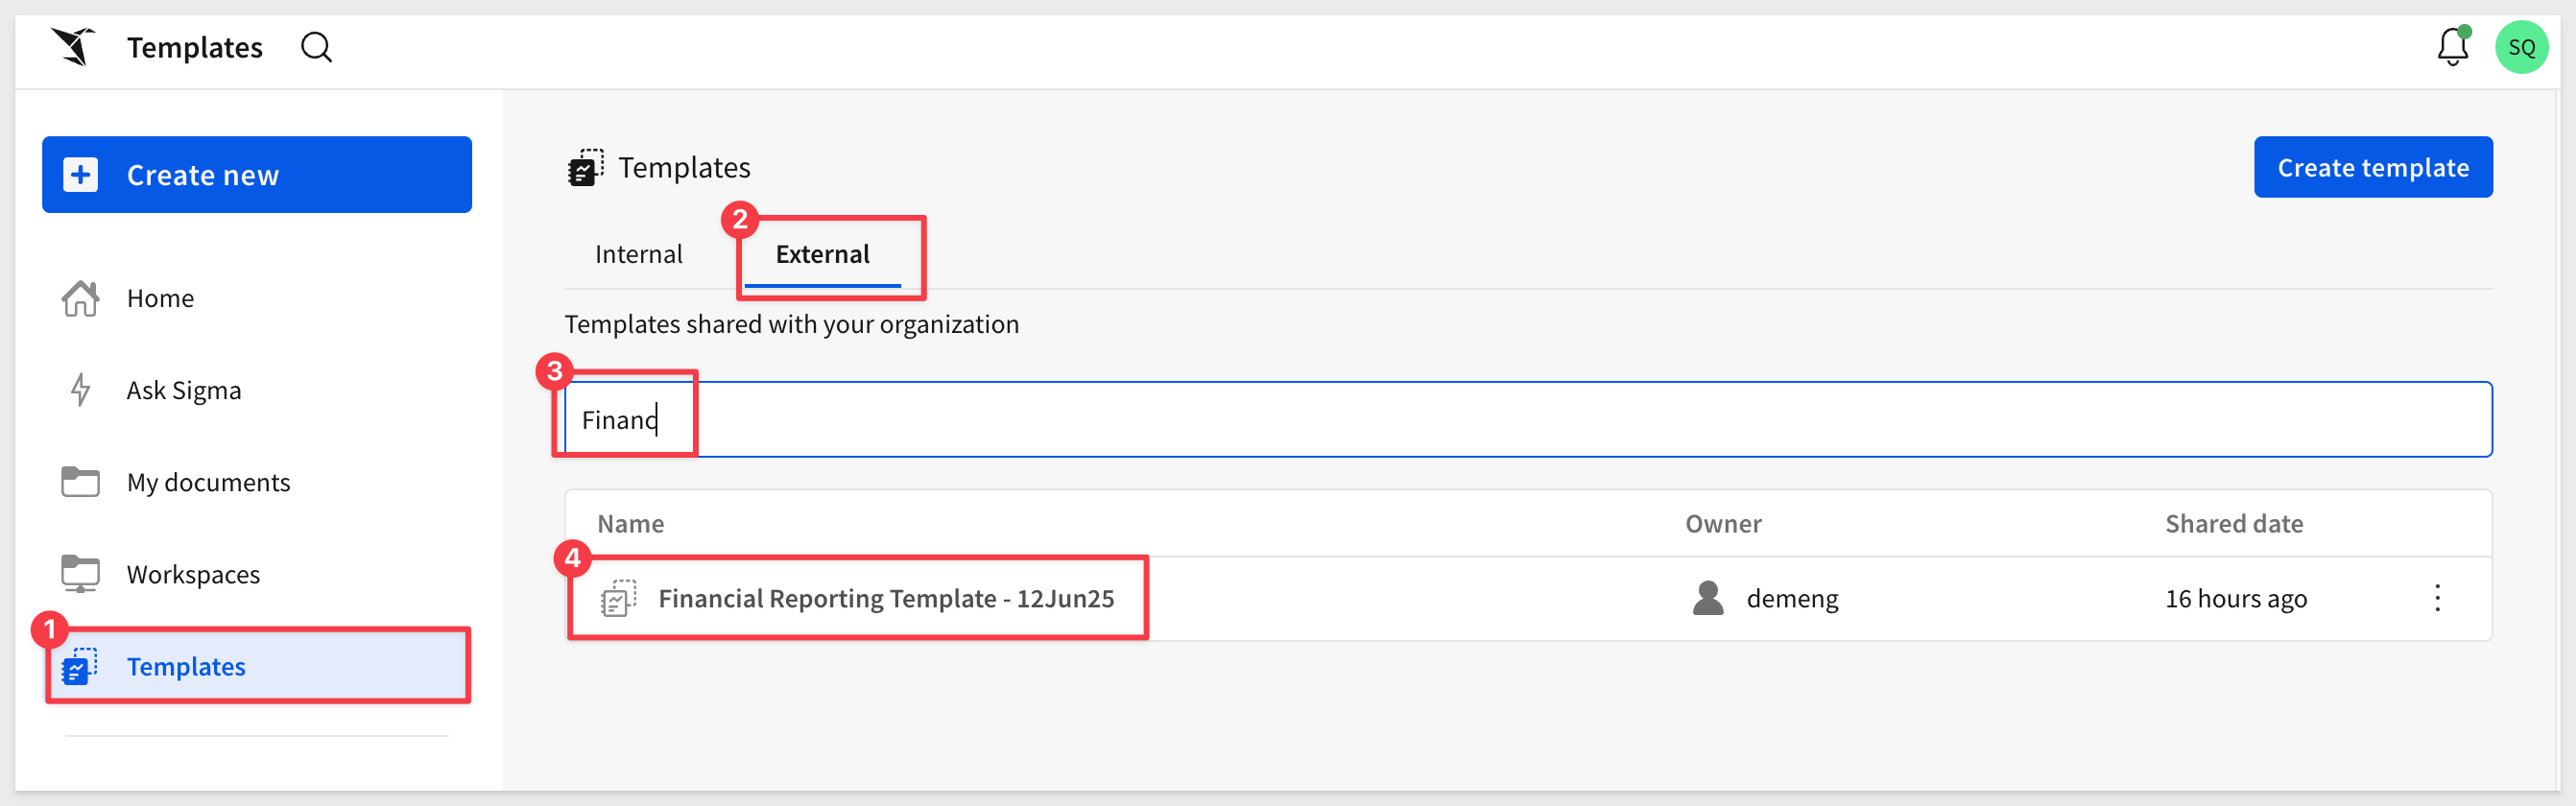 Templates
SQ
Create new
Home
Ask Sigma
My documents
Workspaces
1
Templates
Templates
Create template
2
Internal External
Templates shared with your organization
3
Financ
Name Owner Shared date
4
Financial Reporting Template - 12Jun25 demeng 16 hours ago